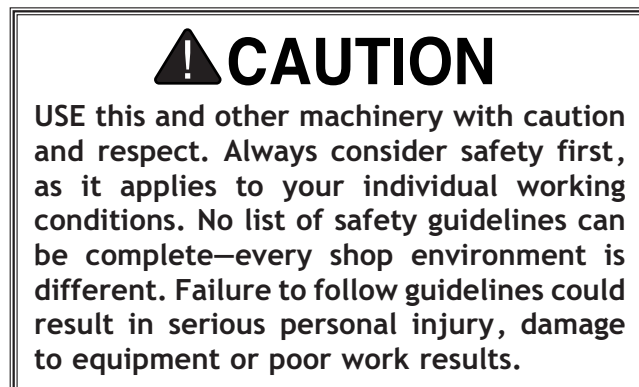 CAUTION
USE this and other machinery with caution
and respect. Always consider safety first,
as it applies to your individual working
conditions. No list of safety guidelines can
be complete—every shop environment is
different. Failure to follow guidelines could
result in serious personal injury, damage
to equipment or poor work results.